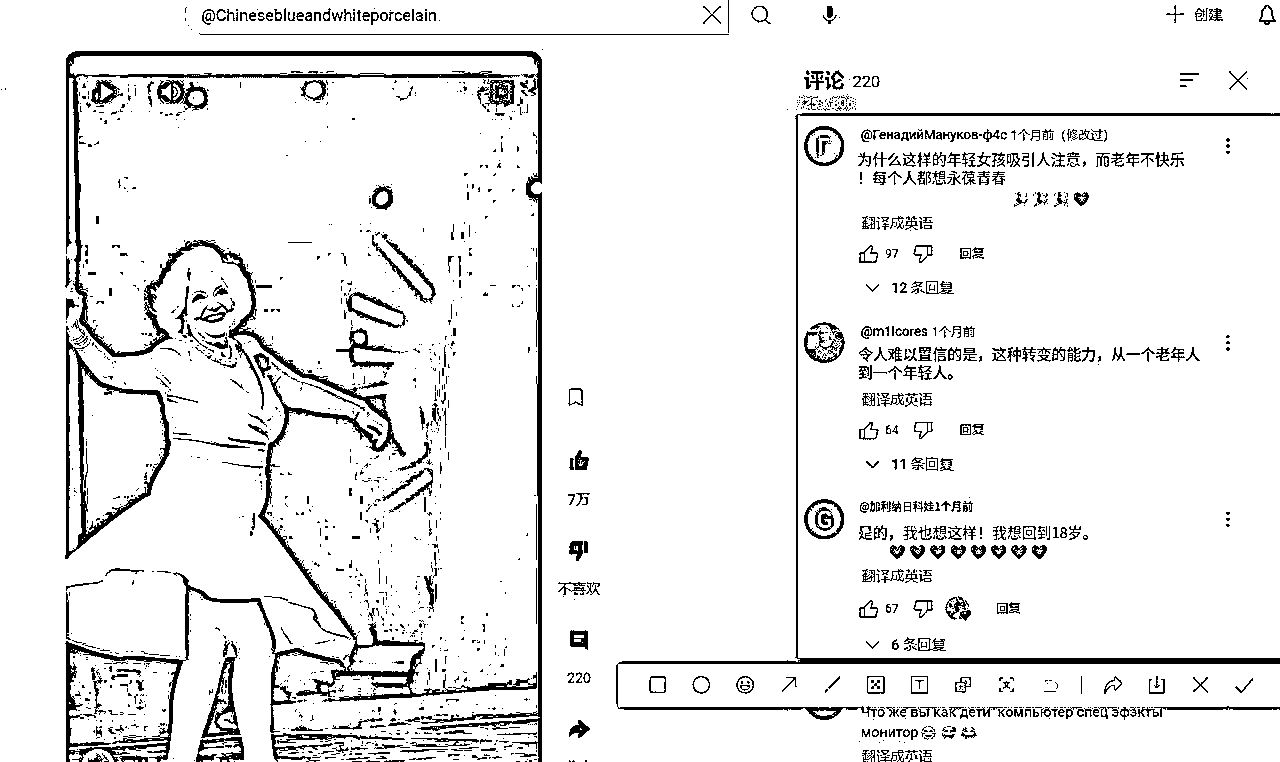 @Chineseblueandwhiteporcelain
创建
评论 220
@ГенадийМануков-ф4с 1个月前 (修改过)
为什么这样的年轻女孩吸引人注意，而老年不快乐
！每个人都想永葆青春
翻译成英语
97 回复
12 条回复
@m1lcores 1个月前
令人难以置信的是，这种转变的能力，从一个老年人
到一个年轻人。
翻译成英语
64 回复
11 条回复
@加利纳日科娃1个月前
是的，我也想这样！我想回到18岁。
翻译成英语
67 回复
6 条回复
7万
不喜欢
220
Что же вы как дети компьютер спец эфэкты
монитор
翻译成英语